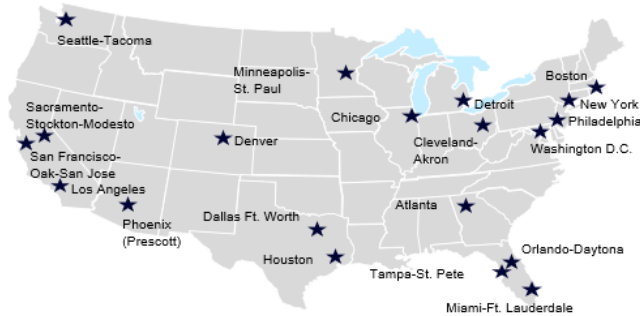 Seattle-Tacoma
Minneapolis-
St. Paul
Boston
Sacramento-
Stockton-Modesto
Chicago
Detroit
New York
Philadelphia
Denver
Cleveland-
Akron
Washington D.C.
San Francisco-
Oak-San Jose
Los Angeles
Phoenix
(Prescott)
Dallas Ft. Worth
Atlanta
Houston
Orlando-Daytona
Tampa-St. Pete
Miami-Ft. Lauderdale